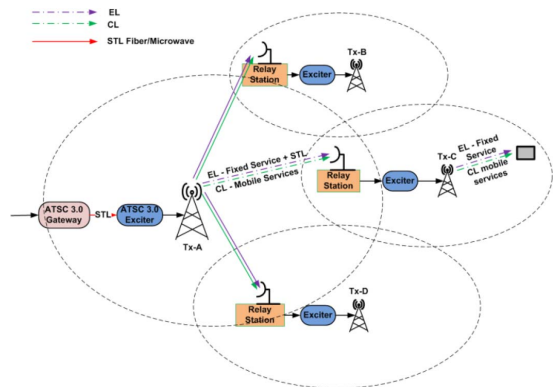 EL
CL
STL Fiber/Microwave
Tx-B
Relay
Station
Exciter
EL - Fixed Service + STL
CL - Mobile Services
Tx-C
EL - Fixed
Service
CL mobile
services
Relay
Station
Exciter
ATSC 3.0
Gateway
STL
ATSC 3.0
Exciter
Tx-A
Tx-D
Relay
Station
Exciter